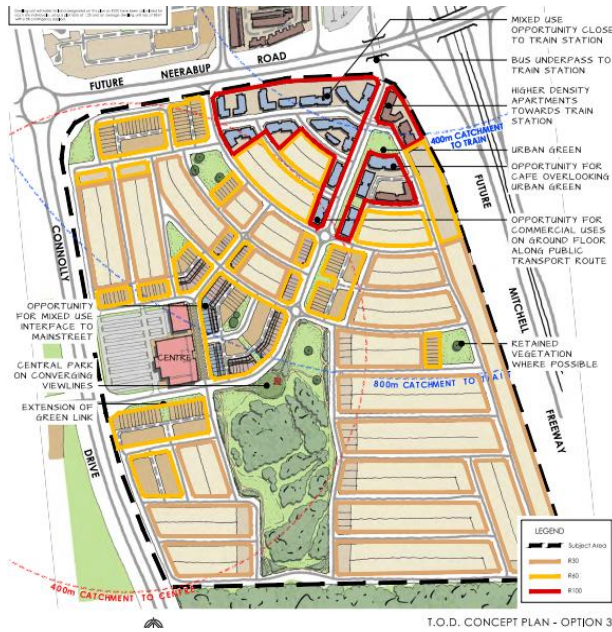 FUTURE
NEERABUP
ROAD
MIXED USE
OPPORTUNITY CLOSE
TO TRAIN STATION
BUS UNDERPASS TO
TRAIN STATION
HIGHER DENSITY
APARTMENTS
TOWARDS TRAIN
STATION
400m CATCHMENT
TO TRAIN
URBAN GREEN
OPPORTUNITY FOR
CAFE OVERLOOKING
URBAN GREEN
FUTURE
OPPORTUNITY FOR
COMMERCIAL USES
ON GROUND FLOOR
ALONG PUBLIC
TRANSPORT ROUTE
CONNOLLY
MITCHELL
OPPORTUNITY
FOR MIXED USE
INTERFACE TO
MAINSTREET
CENTRE
CENTRAL PARK
ON CONVERGING
VIEWLINES
RETAINED
VEGETATION
WHERE POSSIBLE
800m CATCHMENT TO TRAIN
EXTENSION OF
GREEN LINK
FREEWAY
DRIVE
LEGEND
Subject Area
R30
R60
R100
400m CATCHMENT TO CENTRE
T.O.D. CONCEPT PLAN - OPTION 3